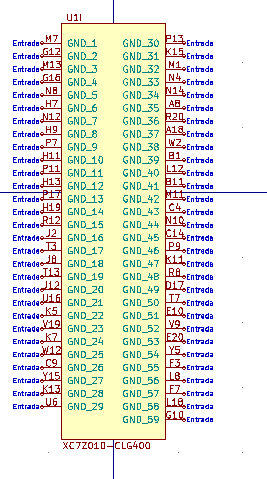 U1I
Entrada M7 GND_1 GND_30 P13 Entrada
Entrada G12 GND_2 GND_31 K15 Entrada
Entrada M13 GND_3 GND_32 M1 Entrada
Entrada G16 GND_4 GND_33 N4 Entrada
Entrada N8 GND_5 GND_34 N14 Entrada
Entrada H7 GND_6 GND_35 A8 Entrada
Entrada N12 GND_7 GND_36 R20 Entrada
Entrada H9 GND_8 GND_37 A18 Entrada
Entrada P7 GND_9 GND_38 W2 Entrada
Entrada H11 GND_10 GND_39 B1 Entrada
Entrada P11 GND_11 GND_40 L12 Entrada
Entrada H13 GND_12 GND_41 B11 Entrada
Entrada P17 GND_13 GND_42 M11 Entrada
Entrada H19 GND_14 GND_43 C4 Entrada
Entrada R12 GND_15 GND_44 N10 Entrada
Entrada J2 GND_16 GND_45 C14 Entrada
Entrada T3 GND_17 GND_46 P9 Entrada
Entrada J8 GND_18 GND_47 K11 Entrada
Entrada T13 GND_19 GND_48 R8 Entrada
Entrada J12 GND_20 GND_49 D17 Entrada
Entrada U16 GND_21 GND_50 T7 Entrada
Entrada K5 GND_22 GND_51 E10 Entrada
Entrada V19 GND_23 GND_52 V9 Entrada
Entrada K7 GND_24 GND_53 E20 Entrada
Entrada W12 GND_25 GND_54 Y5 Entrada
Entrada C9 GND_26 GND_55 F3 Entrada
Entrada Y15 GND_27 GND_56 L8 Entrada
Entrada K13 GND_28 GND_57 F7 Entrada
Entrada U6 GND_29 GND_58 L18 Entrada
GND_59 G10 Entrada
XC7Z010-CLG400